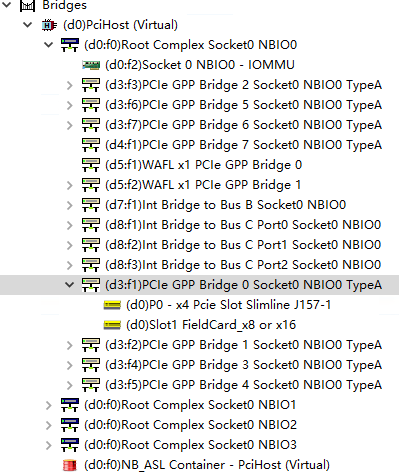 Bridges
(d0)PciHost (Virtual)
(d0:f0)Root Complex Socket0 NBIO0
(d0:f2)Socket 0 NBIO0 - IOMMU
(d3:f3)PCIe GPP Bridge 2 Socket0 NBIO0 TypeA
(d3:f6)PCIe GPP Bridge 5 Socket0 NBIO0 TypeA
(d3:f7)PCIe GPP Bridge 6 Socket0 NBIO0 TypeA
(d4:f1)PCIe GPP Bridge 7 Socket0 NBIO0 TypeA
(d5:f1)WAFL x1 PCIe GPP Bridge 0
(d5:f2)WAFL x1 PCIe GPP Bridge 1
(d7:f1)Int Bridge to Bus B Socket0 NBIO0
(d8:f1)Int Bridge to Bus C Port0 Socket0 NBIO0
(d8:f2)Int Bridge to Bus C Port1 Socket0 NBIO0
(d8:f3)Int Bridge to Bus C Port2 Socket0 NBIO0
(d3:f1)PCIe GPP Bridge 0 Socket0 NBIO0 TypeA
(d0)P0 - x4 Pcie Slot Slimline J157-1
(d0)Slot1 FieldCard_x8 or x16
(d3:f2)PCIe GPP Bridge 1 Socket0 NBIO0 TypeA
(d3:f4)PCIe GPP Bridge 3 Socket0 NBIO0 TypeA
(d3:f5)PCIe GPP Bridge 4 Socket0 NBIO0 TypeA
(d0:f0)Root Complex Socket0 NBIO1
(d0:f0)Root Complex Socket0 NBIO2
(d0:f0)Root Complex Socket0 NBIO3
(d0:f0)NB_ASL Container - PciHost (Virtual)